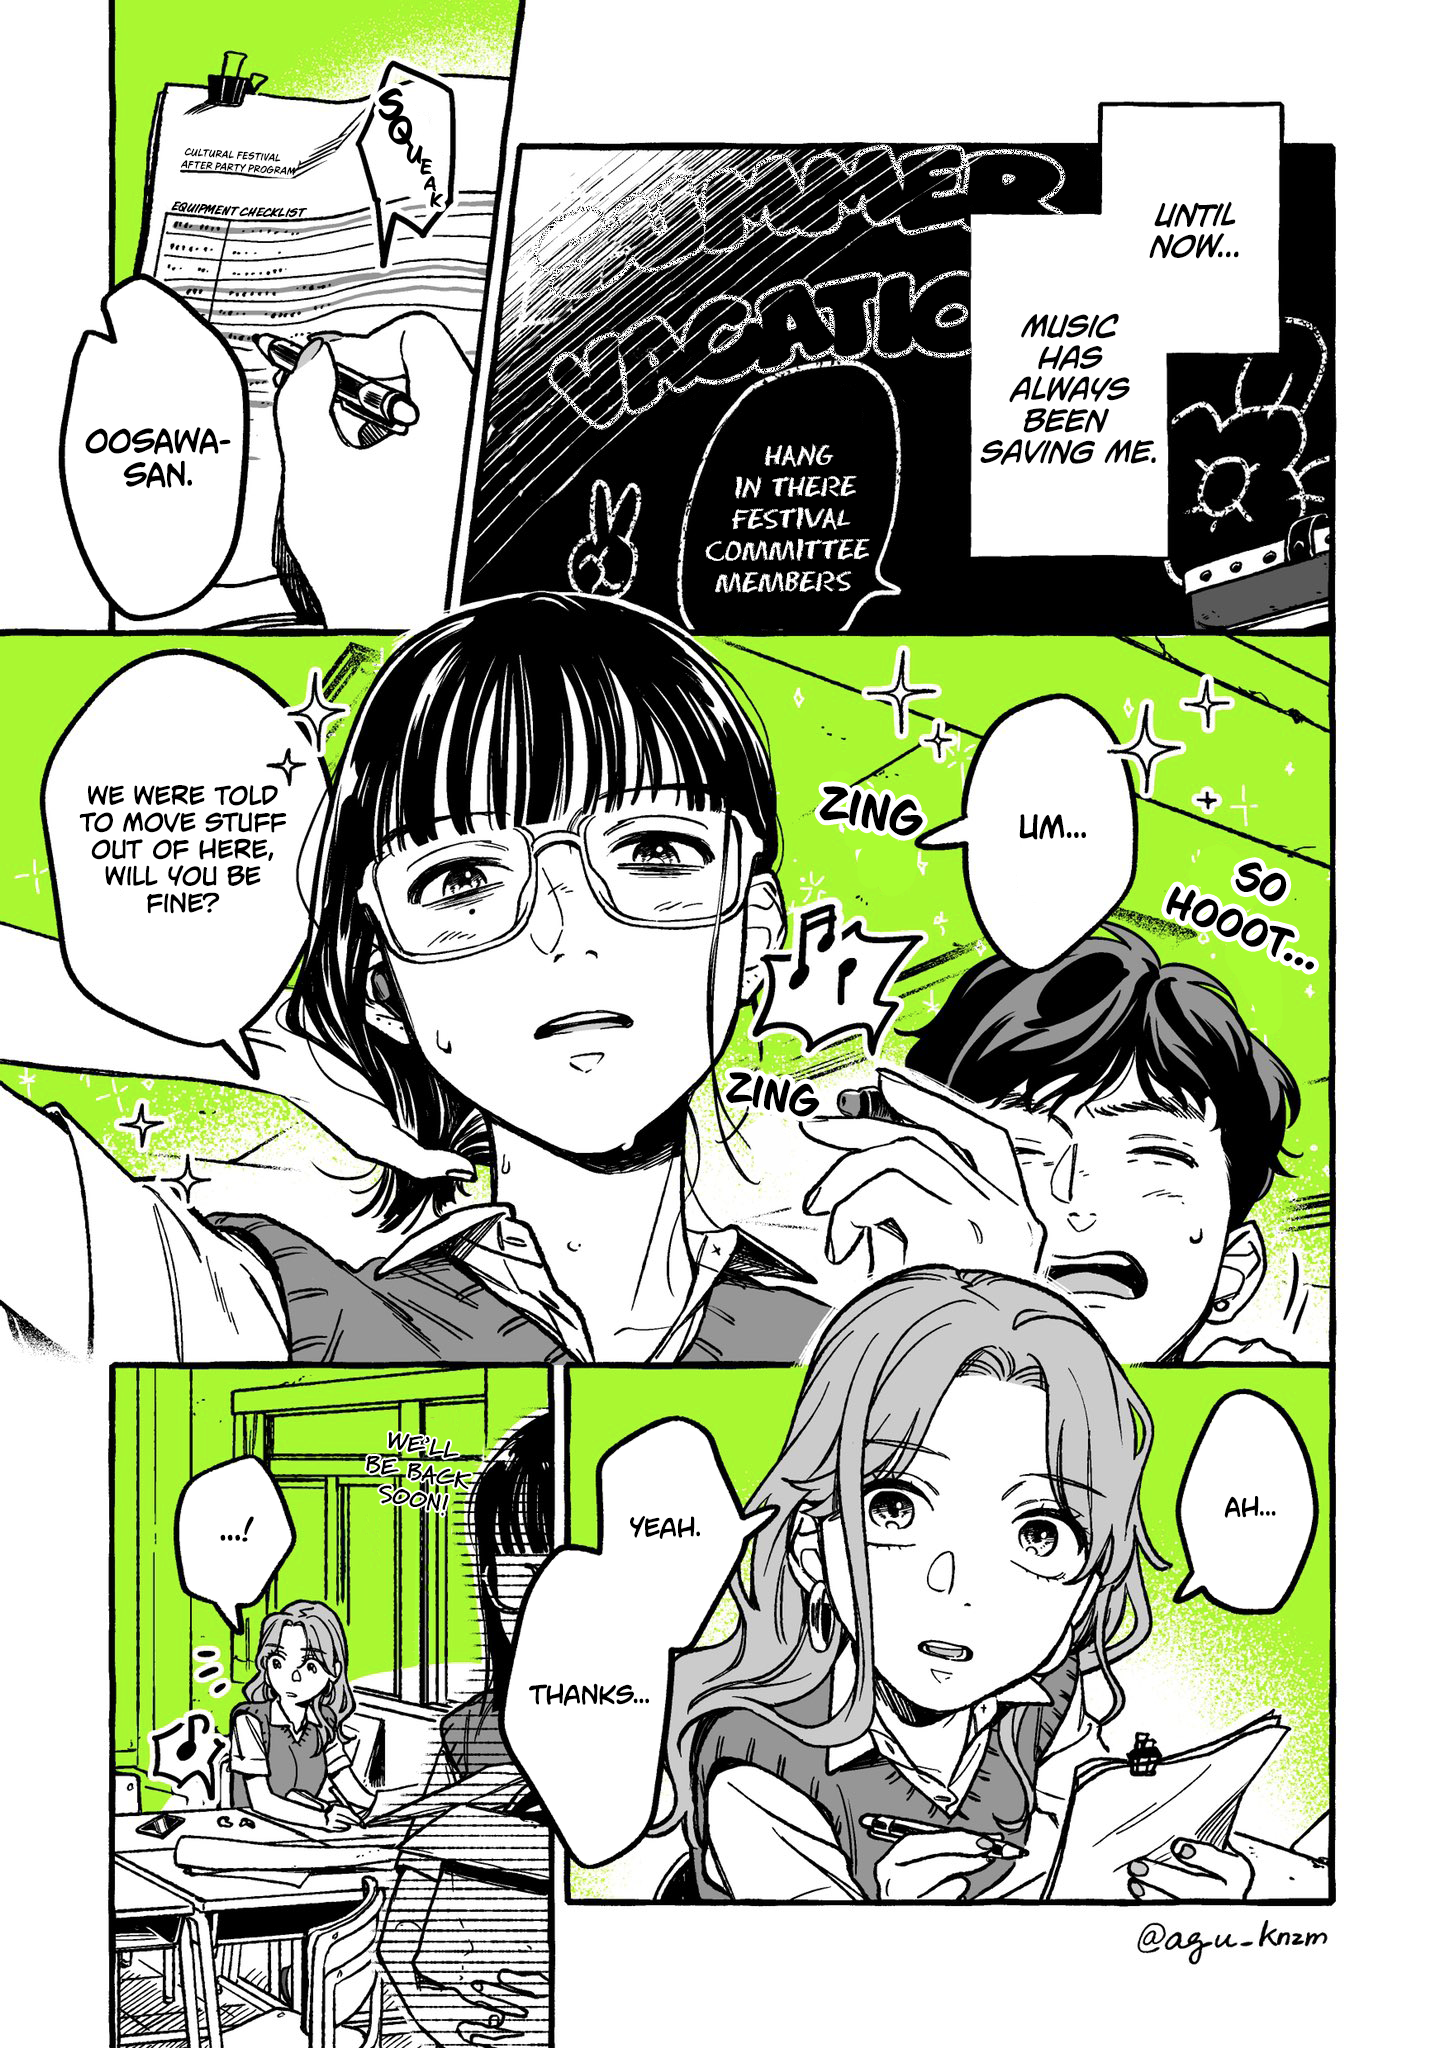 UNTIL
NOW...
MUSIC
HAS
ALWAYS
BEEN
SAVING ME.
SUMMER
VACATIO
HANG
IN THERE
FESTIVAL
COMMITTEE
MEMBERS
SQUEAK
CULTURAL FESTIVAL
AFTER PARTY PROGRAM
EQUIPMENT CHECKLIST
OOSAWA-
SAN.
UM...
ZING
SO
HOOOT...
ZING
WE WERE TOLD
TO MOVE STUFF
OUT OF HERE,
WILL YOU BE
FINE?
AH...
YEAH.
THANKS...
WE'LL
BE BACK
SOON!
...!
@agu_knzm